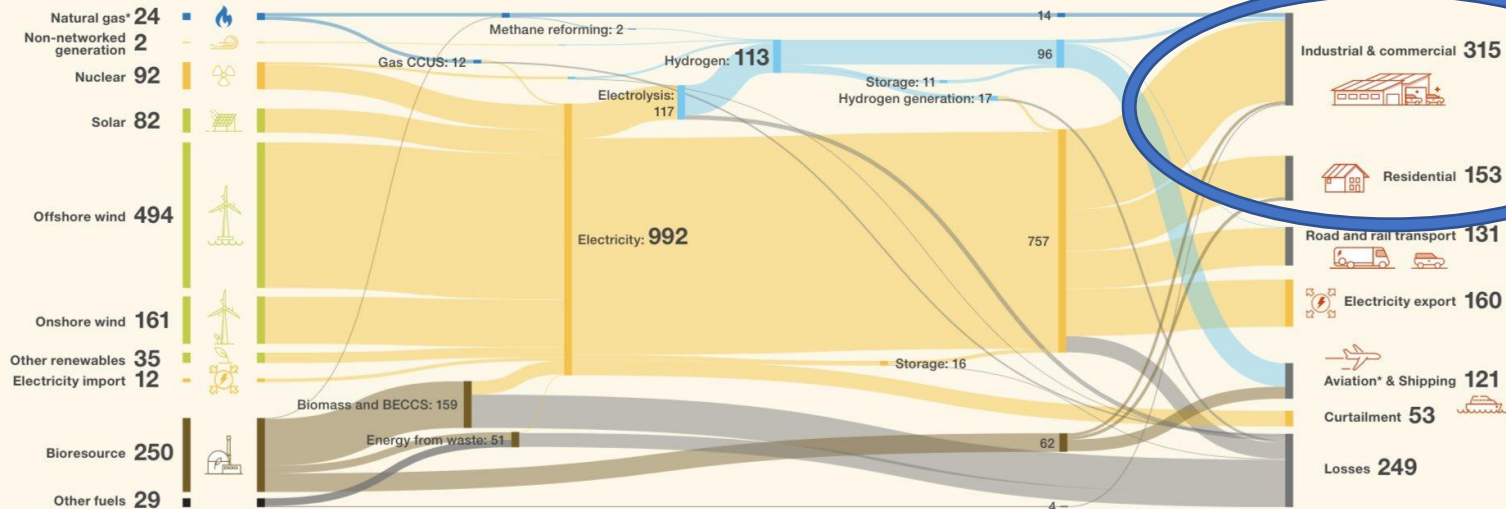 Natural gas* 24
Non-networked
generation 2
Nuclear 92
Solar 82
Offshore wind 494
Onshore wind 161
Other renewables 35
Electricity import 12
Bioresource 250
Other fuels 29
Methane reforming: 2
Gas CCUS: 12
Electrolysis:
117
Hydrogen: 113
Electricity: 992
Biomass and BECCS: 159
Energy from waste: 51
Storage: 11
Hydrogen generation: 17
Storage: 16
14
96
757
62
4
Industrial & commercial 315
Residential 153
Road and rail transport 131
Electricity export 160
Aviation* & Shipping 121
Curtailment 53
Losses 249